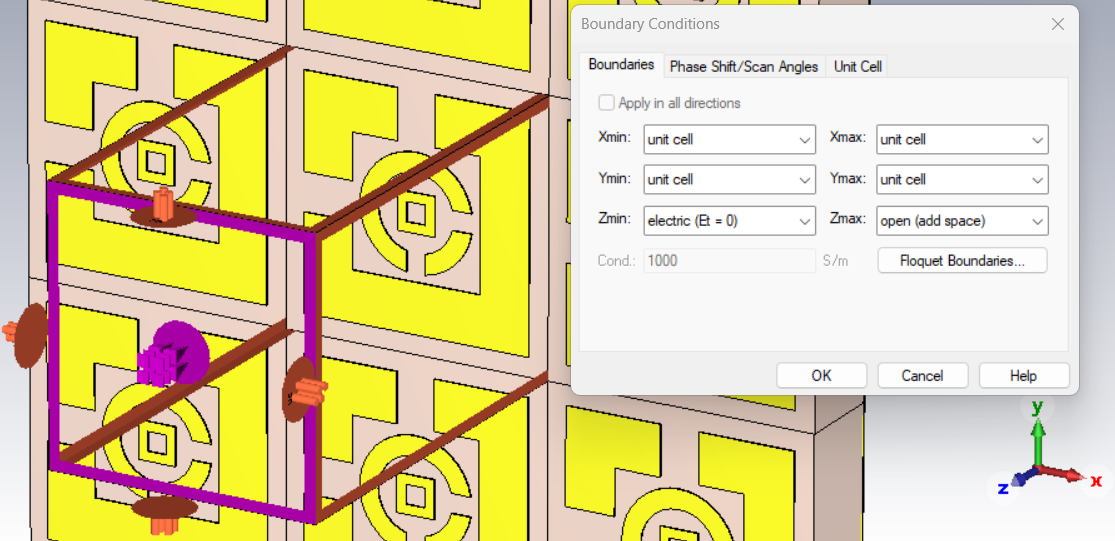 Boundary Conditions
Boundaries Phase Shift/Scan Angles Unit Cell
Apply in all directions
Xmin: unit cell Xmax: unit cell
Ymin: unit cell Ymax: unit cell
Zmin: electric (Et = 0) Zmax: open (add space)
Cond.: 1000 S/m Floquet Boundaries...
OK Cancel Help
y
z x